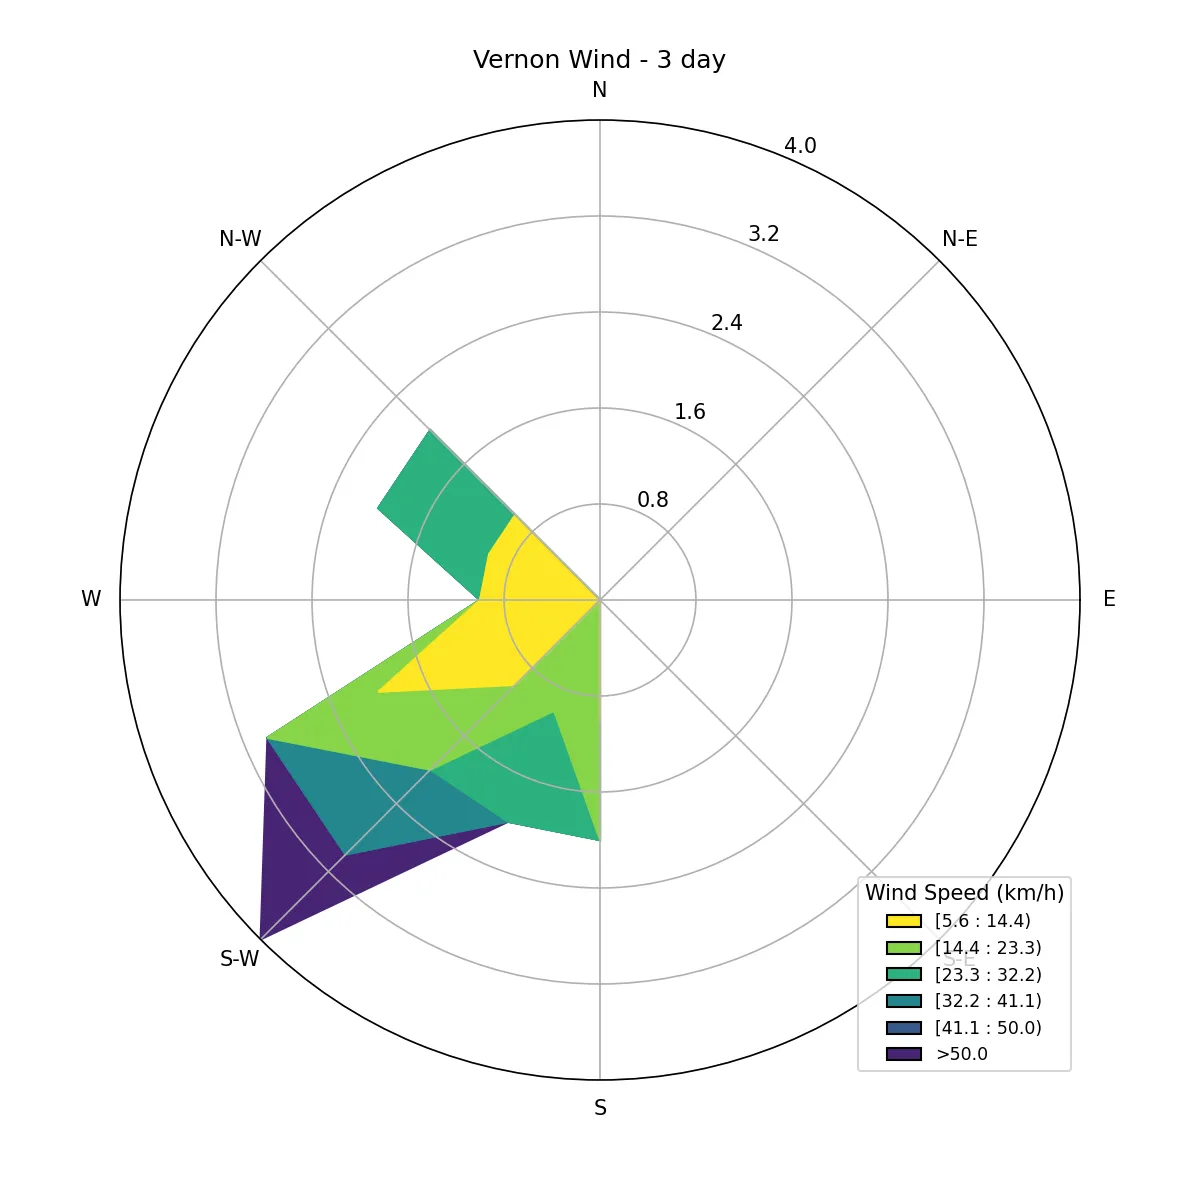 Vernon Wind - 3 day
N
4.0
N-W
3.2
N-E
2.4
1.6
0.8
W
E
Wind Speed (km/h)
[5.6 : 14.4)
[14.4 : 23.3)
S-W
S-E
[23.3 : 32.2)
[32.2 : 41.1)
[41.1 : 50.0)
>50.0
S